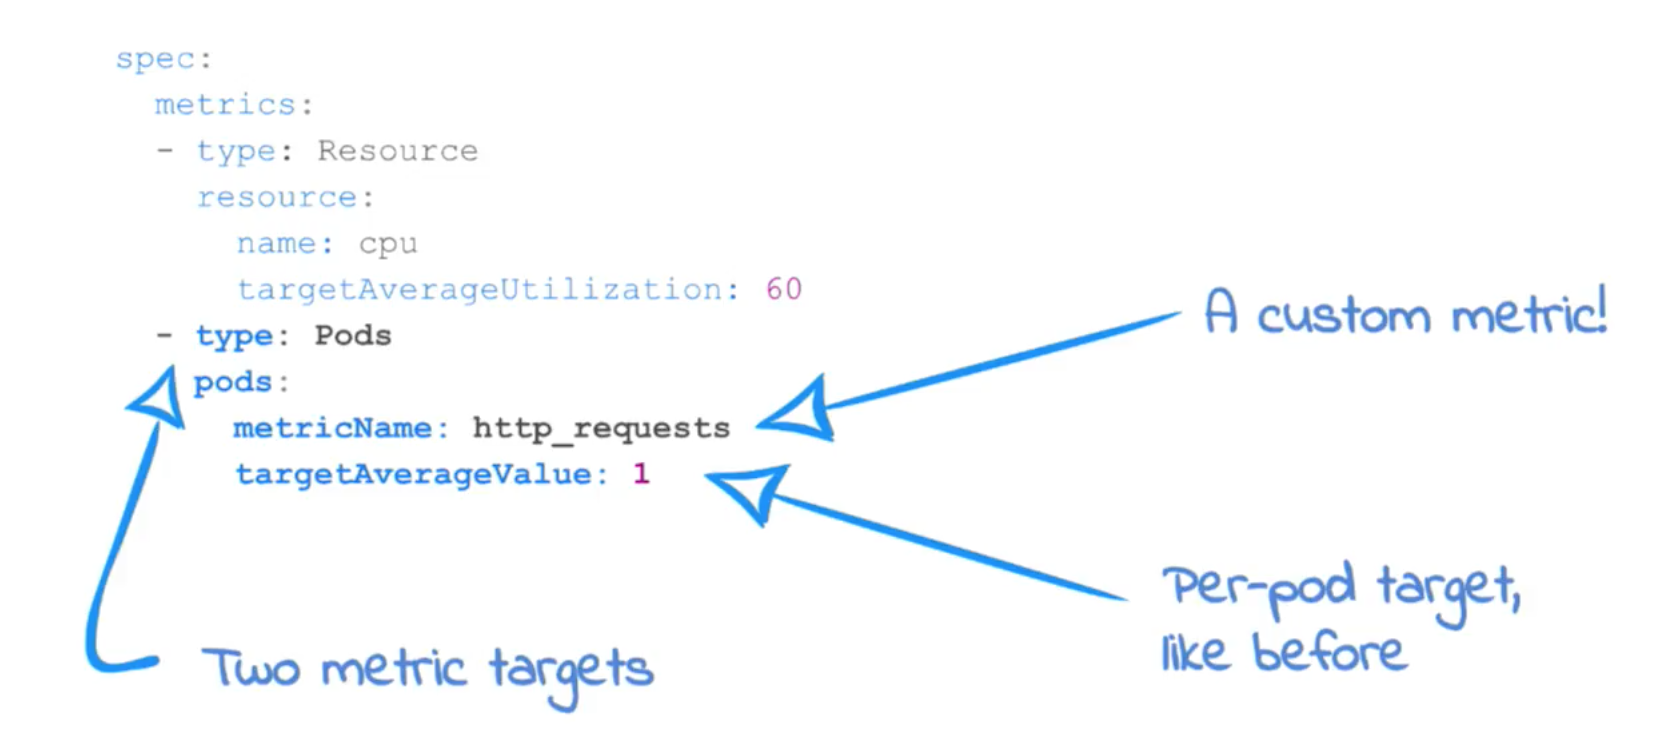 spec:
  metrics:
  - type: Resource
    resource:
      name: cpu
      targetAverageUtilization: 60
  - type: Pods
    pods:
      metricName: http_requests
      targetAverageValue: 1
A custom metric!
Per-pod target,
like before
Two metric targets